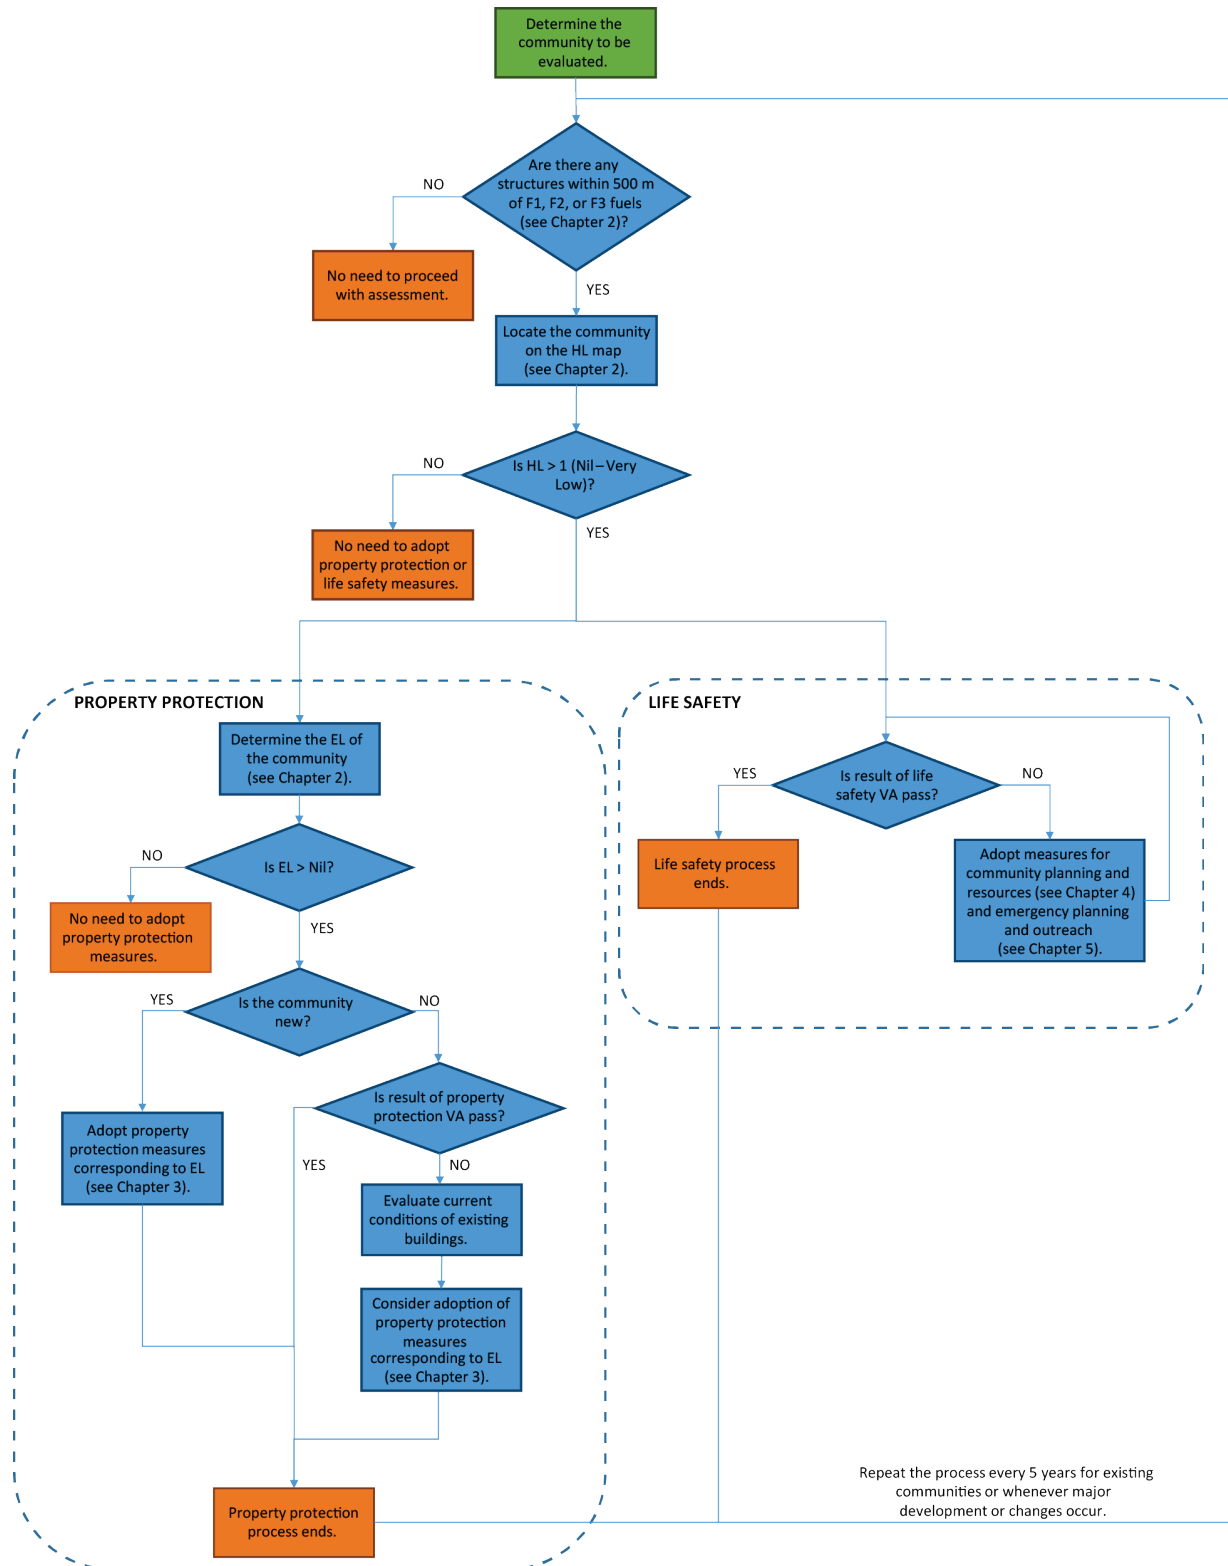 Determine the
community to be
evaluated.
Are there any
structures within 500 m
of F1, F2, or F3 fuels
(see Chapter 2)?
NO
No need to proceed
with assessment.
YES
Locate the community
on the HL map
(see Chapter 2).
Is HL > 1 (Nil–Very
Low)?
NO
No need to adopt
property protection or
life safety measures.
YES
PROPERTY PROTECTION
Determine the EL of
the community
(see Chapter 2).
Is EL > Nil?
NO
No need to adopt
property protection
measures.
YES
Is the community
new?
YES
NO
Adopt property
protection measures
corresponding to EL
(see Chapter 3).
Is result of property
protection VA pass?
YES
NO
Evaluate current
conditions of existing
buildings.
Consider adoption of
property protection
measures
corresponding to EL
(see Chapter 3).
Property protection
process ends.
LIFE SAFETY
Is result of life
safety VA pass?
YES
NO
Life safety process
ends.
Adopt measures for
community planning and
resources (see Chapter 4)
and emergency planning
and outreach
(see Chapter 5).
Repeat the process every 5 years for existing
communities or whenever major
development or changes occur.